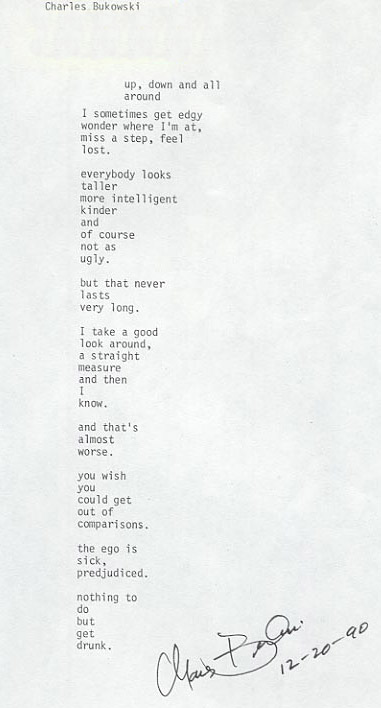 Charles Bukowski
up, down and all
around
I sometimes get edgy
wonder where I'm at,
miss a step, feel
lost.
everybody looks
taller
more intelligent
kinder
and
of course
not as
ugly.
but that never
lasts
very long.
I take a good
look around,
a straight
measure
and then
I
know.
and that's
almost
worse.
you wish
you
could get
out of
comparisons.
the ego is
sick,
predjudiced.
nothing to
do
but
get
drunk.
12-20-90